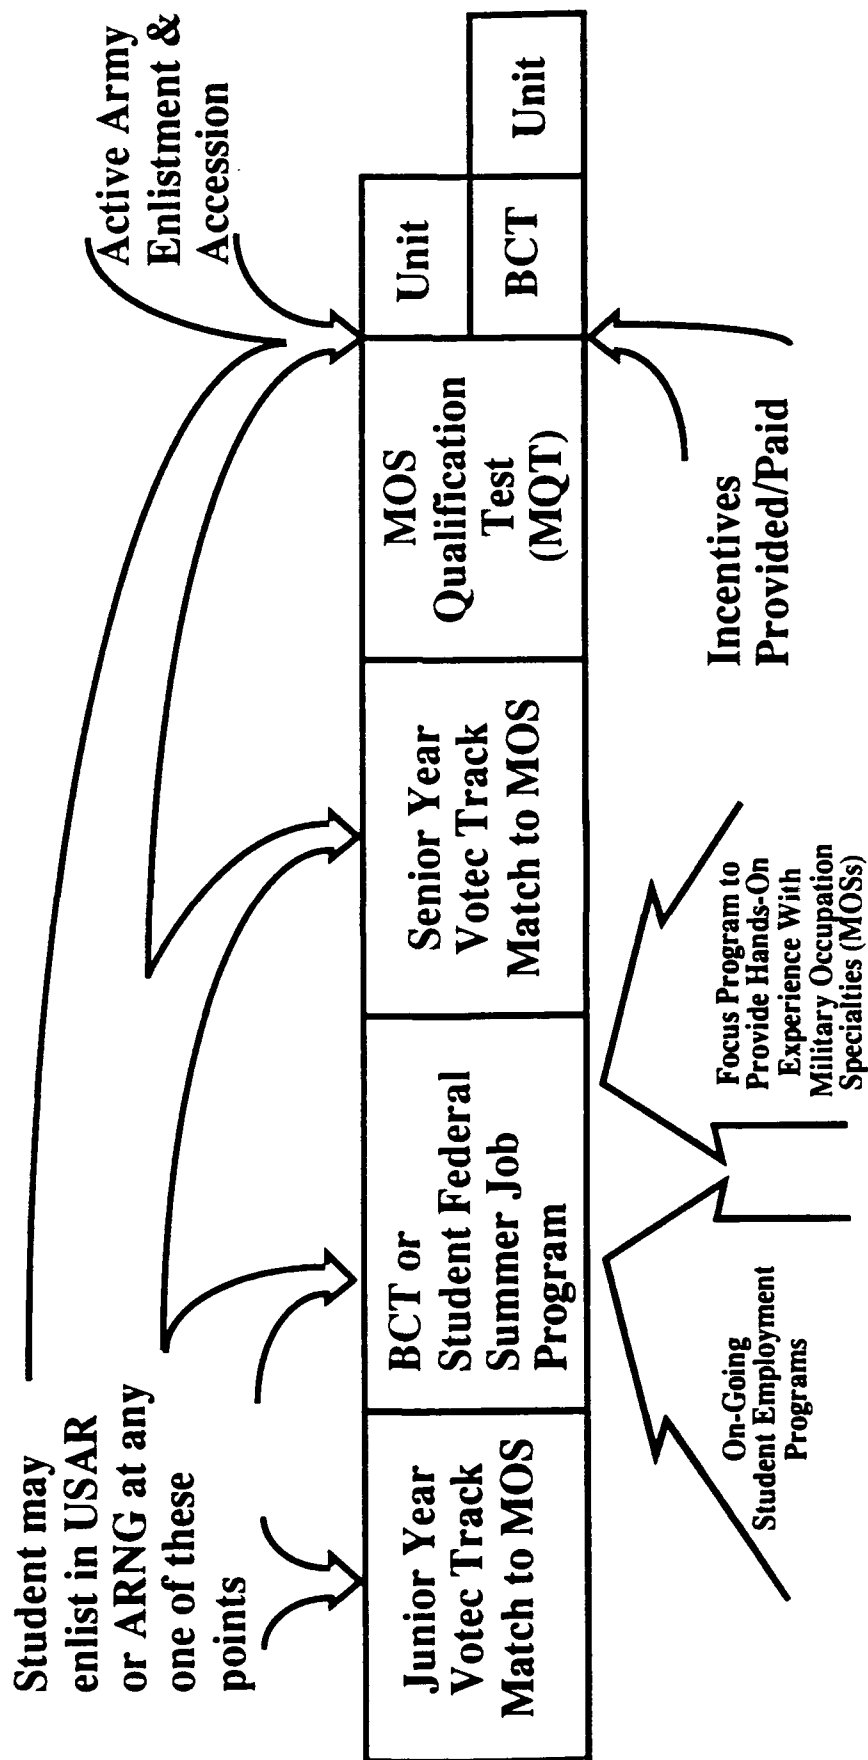 Student may
enlist in USAR
or ARNG at any
one of these
points
Active Army
Enlistment &
Accession
Junior Year
Votec Track
Match to MOS
BCT or
Student Federal
Summer Job
Program
Senior Year
Votec Track
Match to MOS
MOS
Qualification
Test
(MQT)
Unit
BCT
Unit
On-Going
Student Employment
Programs
Focus Program to
Provide Hands-On
Experience With
Military Occupation
Specialties (MOSs)
Incentives
Provided/Paid